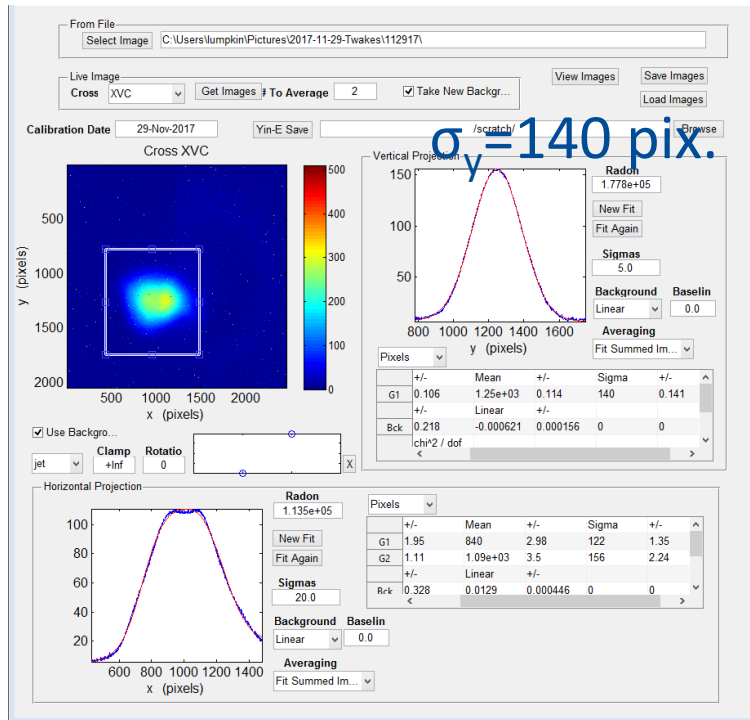 From File
Select Image C:\Users\lumpkin\Pictures\2017-11-29-Twakes\112917\
Live Image
Cross XVC Get Images # To Average 2 Take New Backgr...
View Images Save Images
Load Images
Calibration Date 29-Nov-2017 Yin-E Save /scratch/ Browse
σy=140 pix.
Cross XVC
500
1000
1500
2000
y (pixels)
500 1000 1500 2000
x (pixels)
500
400
300
200
100
0
Use Backgro...
jet Clamp +Inf Rotatio 0 X
Vertical Projection
150
100
50
800 1000 1200 1400 1600
y (pixels)
Radon
1.778e+05
New Fit
Fit Again
Sigmas
5.0
Background Baselin
Linear 0.0
Averaging
Fit Summed Im...
Pixels
+/- Mean +/- Sigma +/-
G1 0.106 1.25e+03 0.114 140 0.141
+/- Linear +/-
Bck 0.218 -0.000621 0.000156 0 0
chi^2 / dof
Horizontal Projection
100
80
60
40
20
600 800 1000 1200 1400
x (pixels)
Radon
1.135e+05
New Fit
Fit Again
Sigmas
20.0
Background Baselin
Linear 0.0
Averaging
Fit Summed Im...
Pixels
+/- Mean +/- Sigma +/-
G1 1.95 840 2.98 122 1.35
G2 1.11 1.09e+03 3.5 156 2.24
+/- Linear +/-
Bck 0.328 0.0129 0.000446 0 0